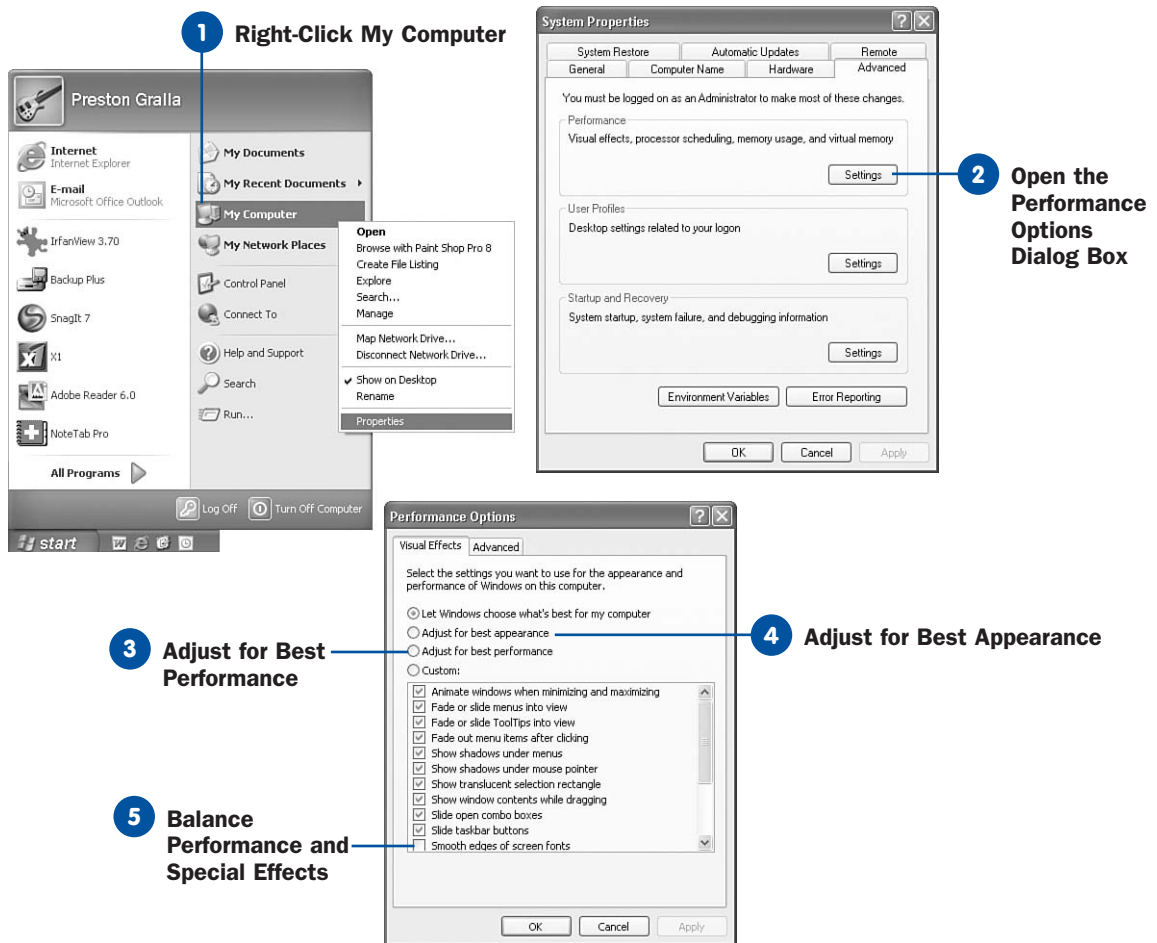 1 Right-Click My Computer
Preston Gralla
Internet
Internet Explorer
E-mail
Microsoft Office Outlook
IrfanView 3.70
Backup Plus
SnagIt 7
X1
Adobe Reader 6.0
NoteTab Pro
All Programs
My Documents
My Recent Documents
My Computer
My Network Places
Control Panel
Connect To
Help and Support
Search
Run...
Open
Browse with Paint Shop Pro 8
Create File Listing
Explore
Search...
Manage
Map Network Drive...
Disconnect Network Drive...
Show on Desktop
Rename
Properties
Log Off
Turn Off Computer
start
System Properties
System Restore
Automatic Updates
Remote
General
Computer Name
Hardware
Advanced
You must be logged on as an Administrator to make most of these changes.
Performance
Visual effects, processor scheduling, memory usage, and virtual memory
Settings
User Profiles
Desktop settings related to your logon
Settings
Startup and Recovery
System startup, system failure, and debugging information
Settings
Environment Variables
Error Reporting
OK
Cancel
Apply
2 Open the
Performance
Options
Dialog Box
Performance Options
Visual Effects
Advanced
Select the settings you want to use for the appearance and
performance of Windows on this computer.
Let Windows choose what's best for my computer
Adjust for best appearance
Adjust for best performance
Custom:
Animate windows when minimizing and maximizing
Fade or slide menus into view
Fade or slide ToolTips into view
Fade out menu items after clicking
Show shadows under menus
Show shadows under mouse pointer
Show translucent selection rectangle
Show window contents while dragging
Slide open combo boxes
Slide taskbar buttons
Smooth edges of screen fonts
OK
Cancel
Apply
3 Adjust for Best
Performance
4 Adjust for Best Appearance
5 Balance
Performance and
Special Effects